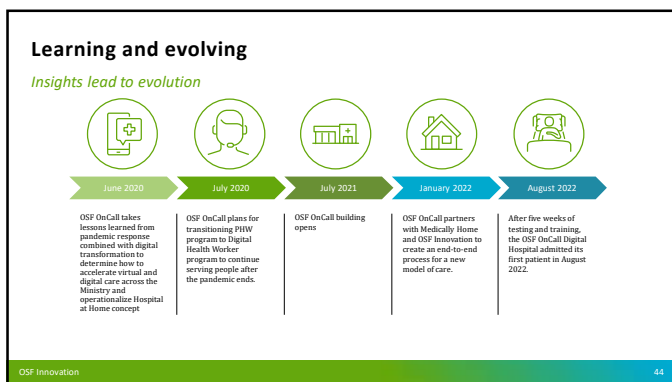 Learning and evolving
Insights lead to evolution
June 2020
July 2020
July 2021
January 2022
August 2022
OSF OnCall takes
lessons learned from
pandemic response
combined with digital
transformation to
determine how to
accelerate virtual and
digital care across the
Ministry and
operationalize Hospital
at Home concept
OSF OnCall plans for
transitioning PHW
program to Digital
Health Worker
program to continue
serving people after
the pandemic ends.
OSF OnCall building
opens
OSF OnCall partners
with Medically Home
and OSF Innovation to
create an end-to-end
process for a new
model of care.
After five weeks of
testing and training,
the OSF OnCall Digital
Hospital admitted its
first patient in August
2022.
OSF Innovation
44